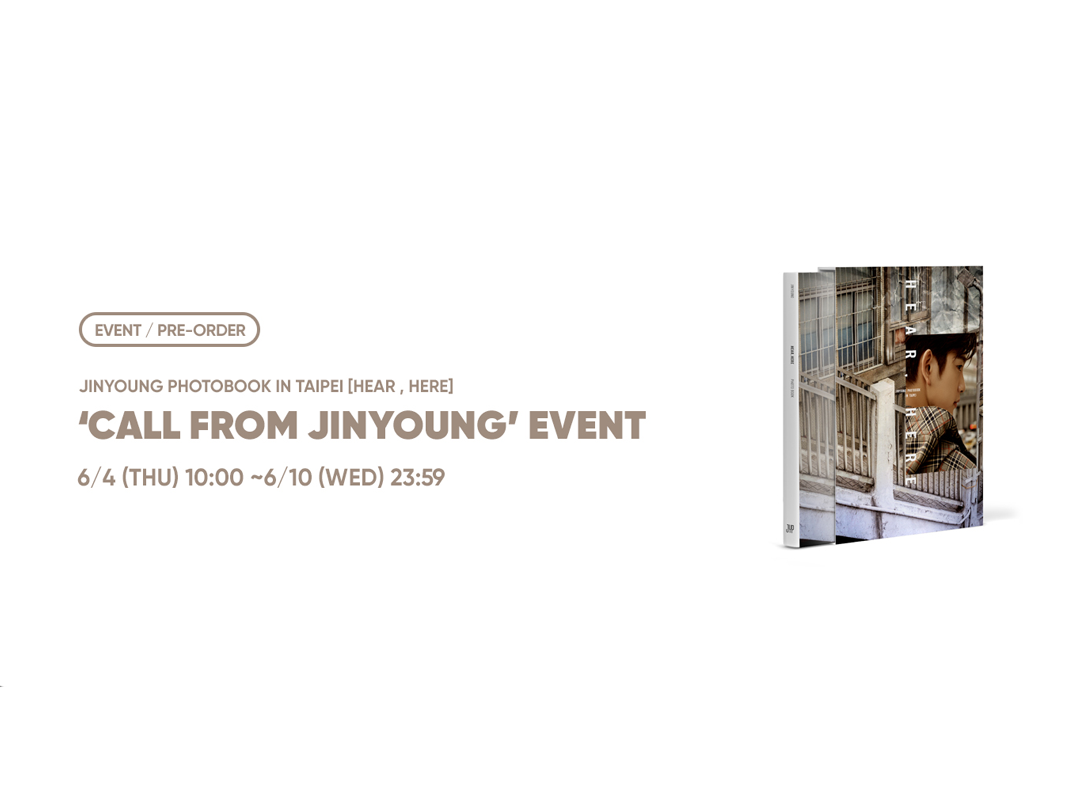 EVENT / PRE-ORDER
JINYOUNG PHOTOBOOK IN TAIPEI [HEAR , HERE]
‘CALL FROM JINYOUNG’ EVENT
6/4 (THU) 10:00 ~6/10 (WED) 23:59
HEAR, HERE